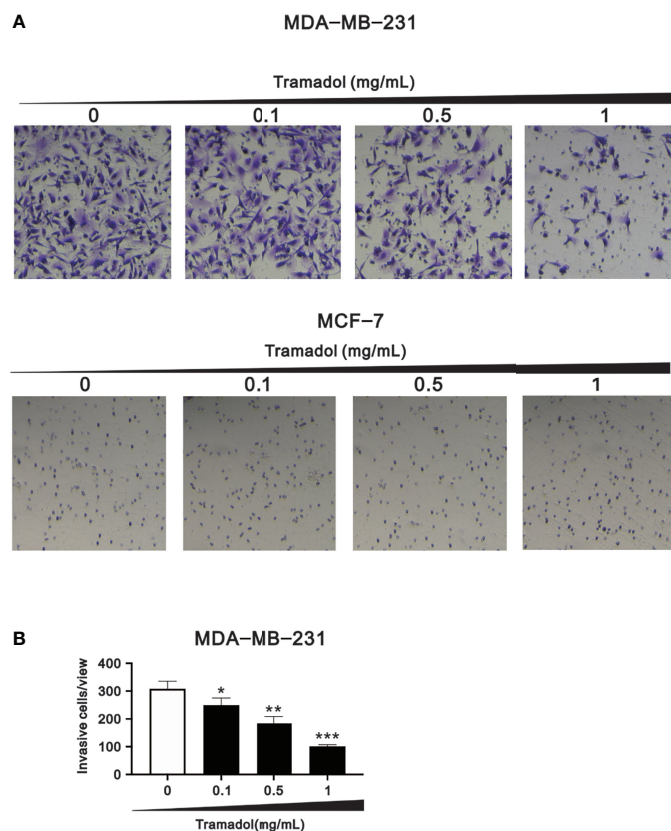 A
MDA–MB–231
Tramadol (mg/mL)
0 0.1 0.5 1
MCF–7
Tramadol (mg/mL)
0 0.1 0.5 1
B
MDA–MB–231
Invasive cells/view
400
300
200
100
0
* ** ***
0 0.1 0.5 1
Tramadol(mg/mL)